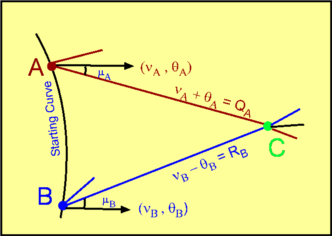 A
μA
(νA , θA)
νA + θA = QA
Starting Curve
C
νB − θB = RB
B
μB
(νB , θB)